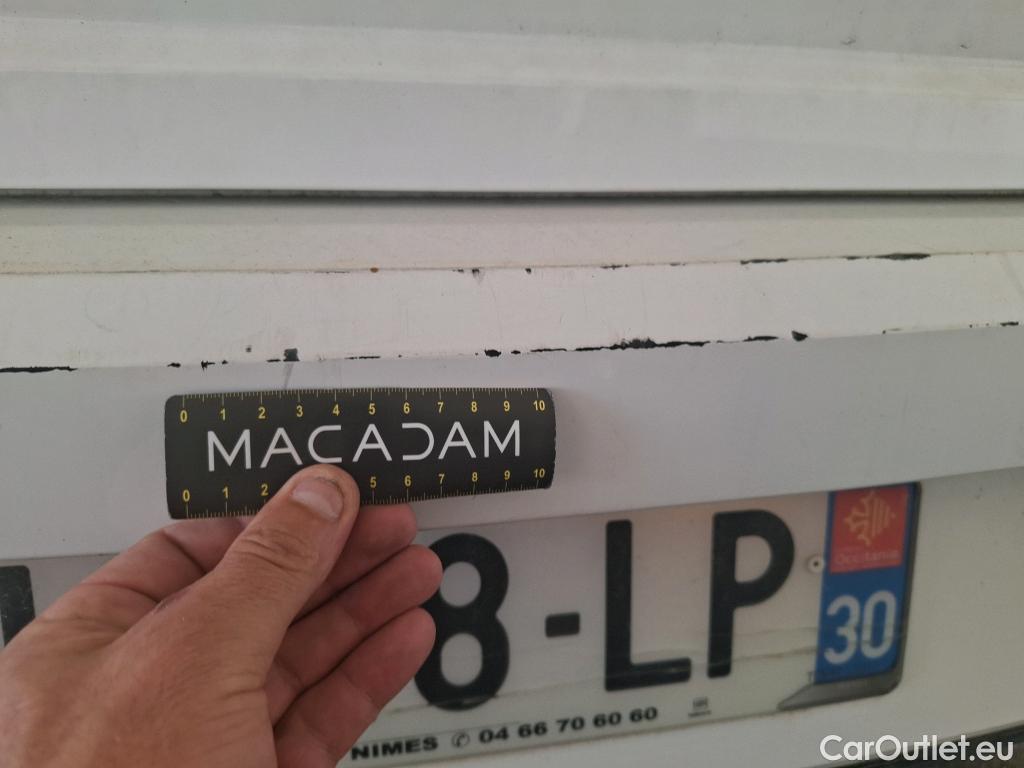 0 1 2 3 4 5 6 7 8 9 10
MACADAM
0 1 2 5 6 7 8 9 10
8-LP
Occitanie
30
NIMES ✆ 04 66 70 60 60
CarOutlet.eu